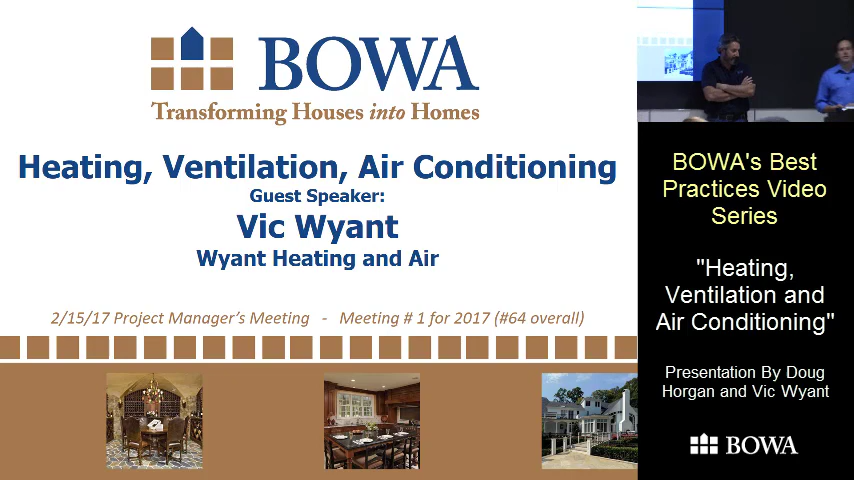 BOWA
Transforming Houses into Homes
Heating, Ventilation, Air Conditioning
Guest Speaker:
Vic Wyant
Wyant Heating and Air
2/15/17 Project Manager's Meeting - Meeting # 1 for 2017 (#64 overall)
BOWA's Best
Practices Video
Series
"Heating,
Ventilation and
Air Conditioning"
Presentation By Doug
Horgan and Vic Wyant
BOWA